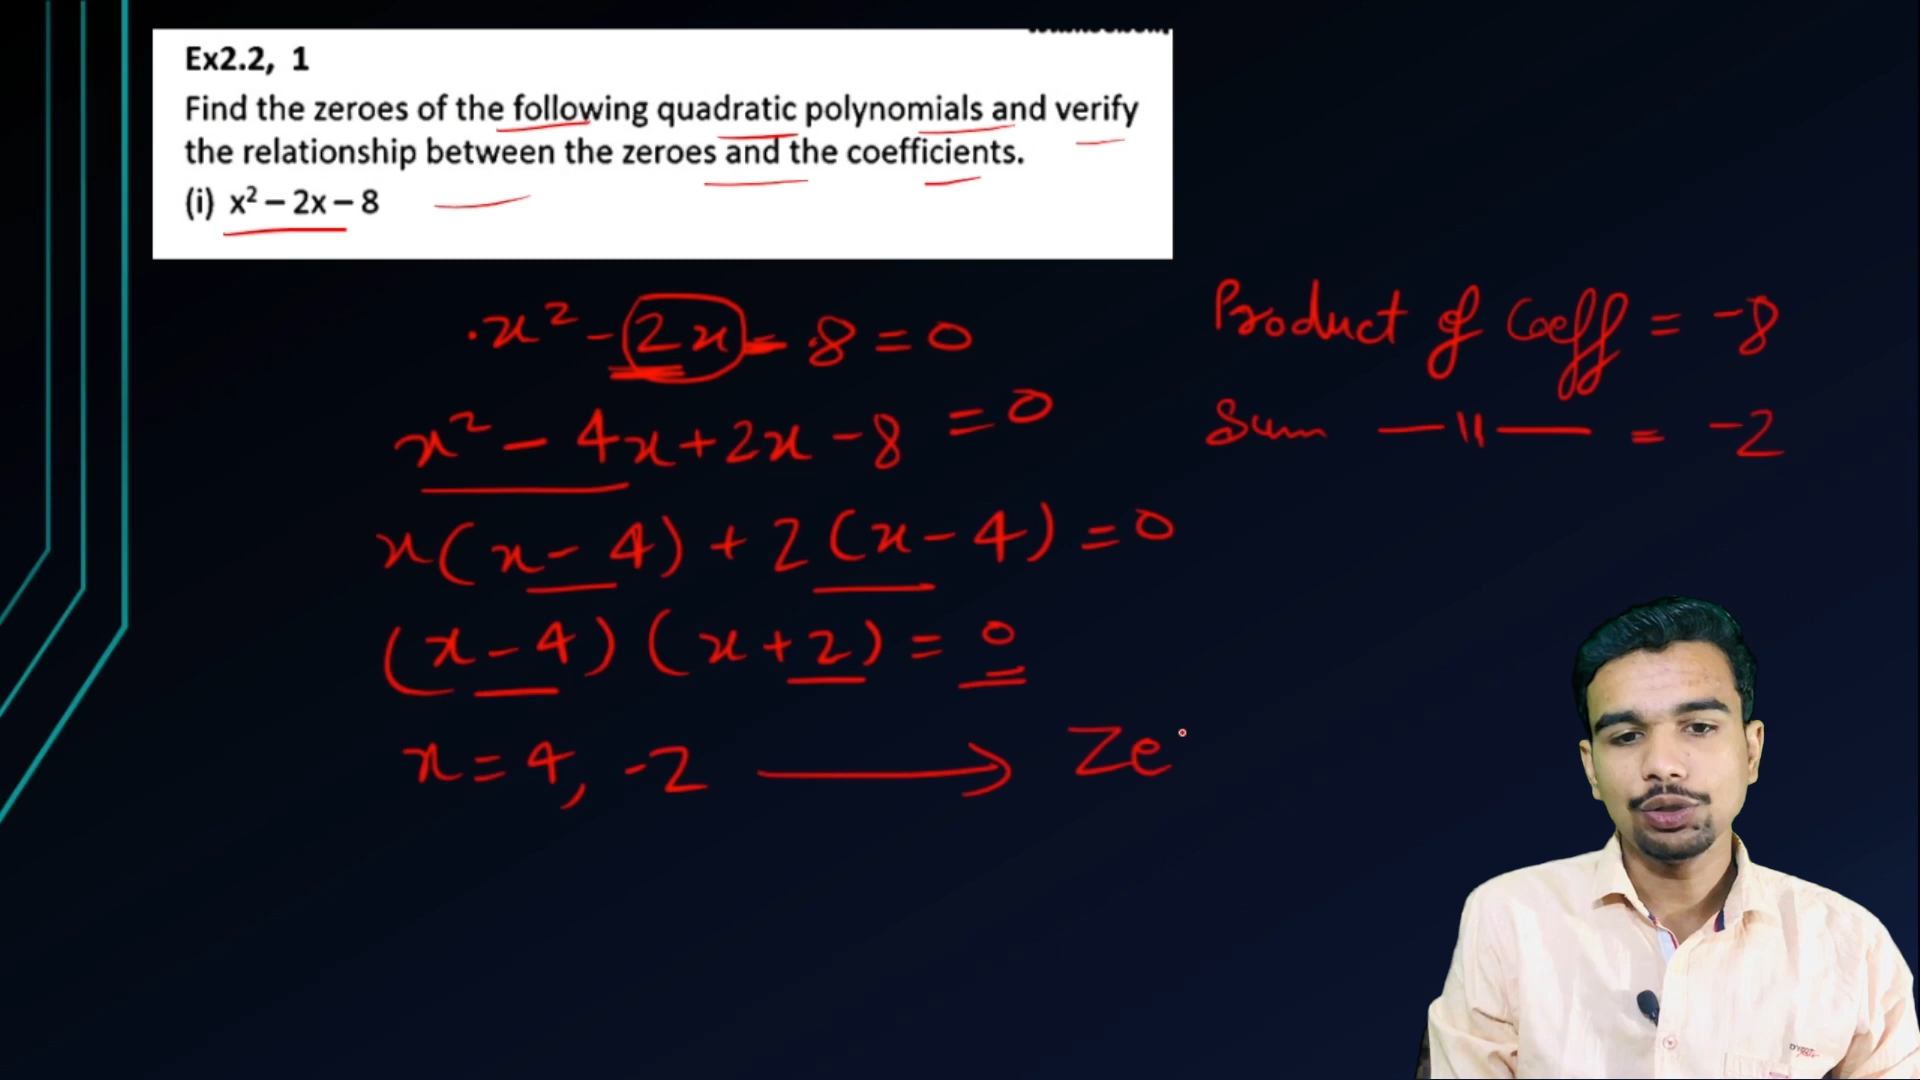 Ex2.2, 1
Find the zeroes of the following quadratic polynomials and verify
the relationship between the zeroes and the coefficients.
(i) x² – 2x – 8
x² - 2x - 8 = 0
x² - 4x + 2x - 8 = 0
x(x - 4) + 2(x - 4) = 0
(x - 4)(x + 2) = 0
x = 4, -2 ⟶ Ze
Product of Coeff = -8
Sum —〃— = -2